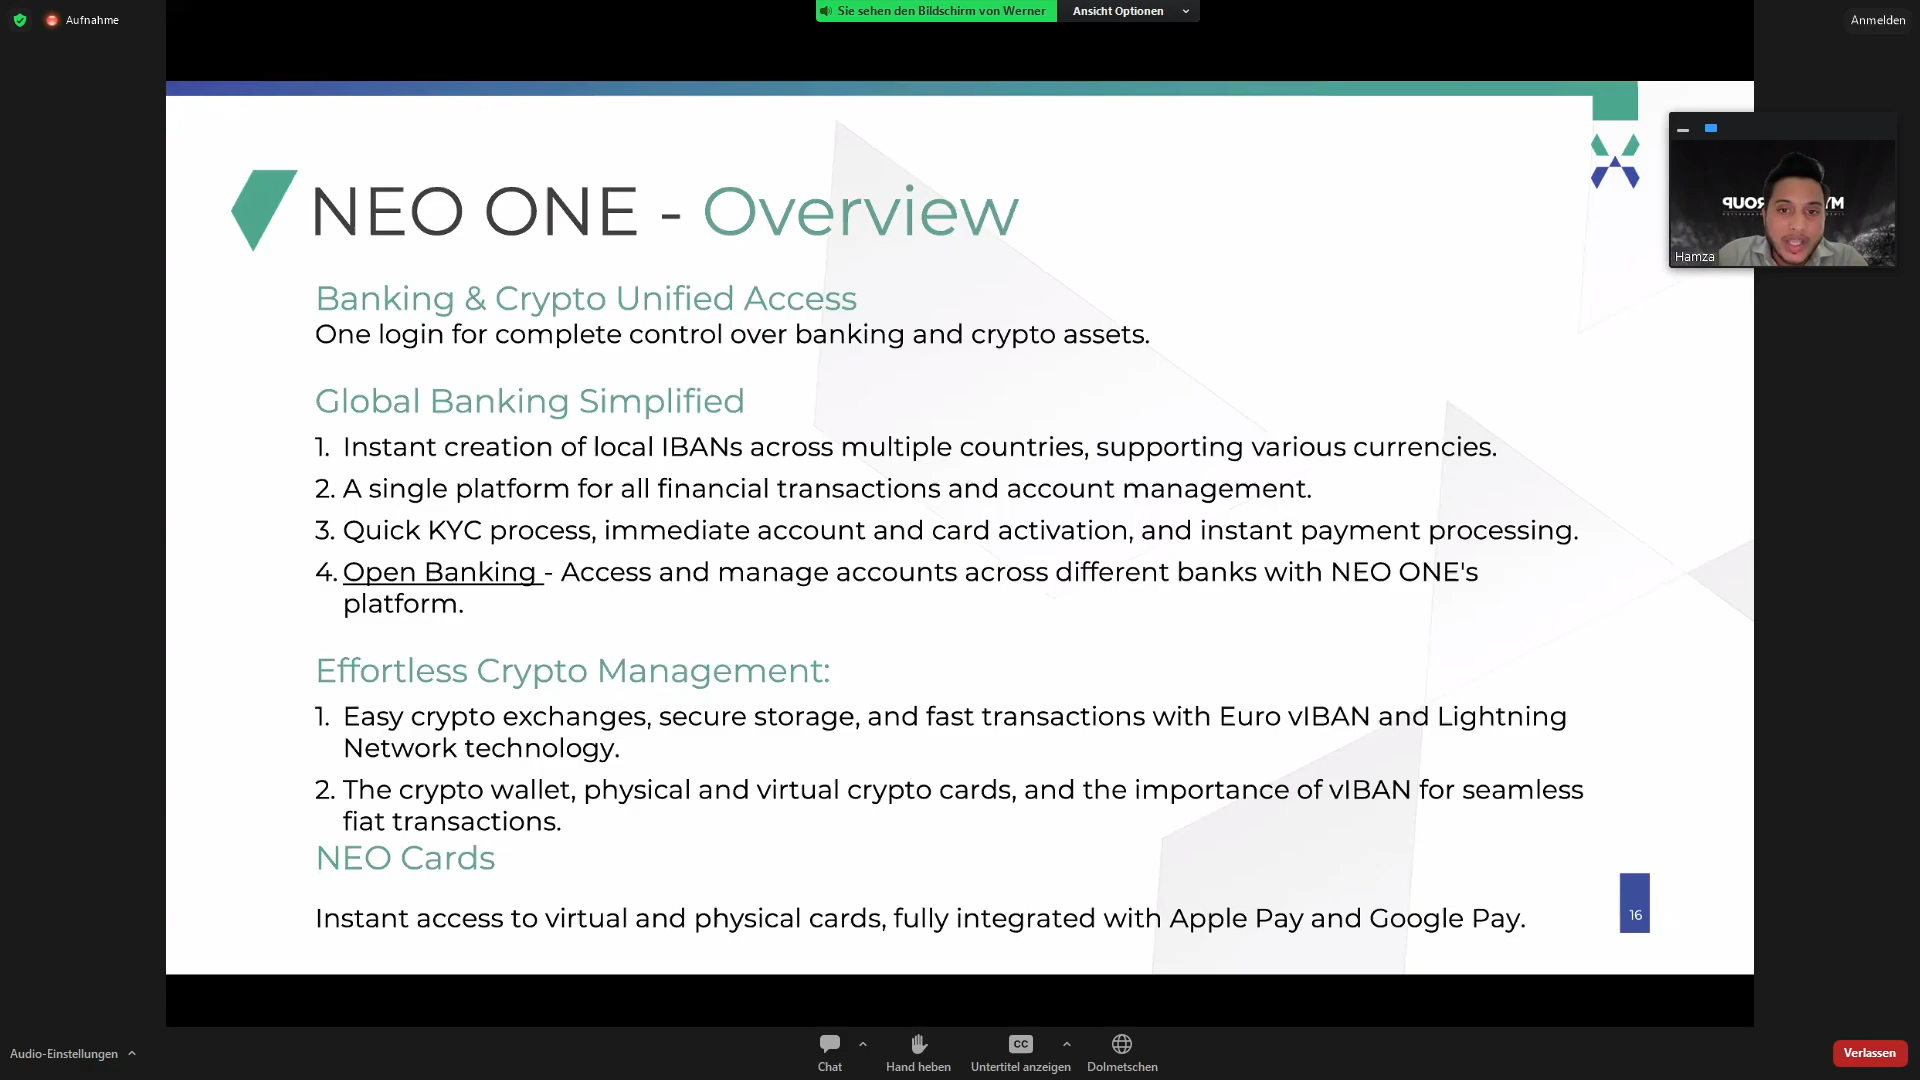 Aufnahme
Sie sehen den Bildschirm von Werner
Ansicht Optionen
Anmelden
NEO ONE - Overview
Hamza
Banking & Crypto Unified Access
One login for complete control over banking and crypto assets.
Global Banking Simplified
1. Instant creation of local IBANs across multiple countries, supporting various currencies.
2. A single platform for all financial transactions and account management.
3. Quick KYC process, immediate account and card activation, and instant payment processing.
4. Open Banking - Access and manage accounts across different banks with NEO ONE's
platform.
Effortless Crypto Management:
1. Easy crypto exchanges, secure storage, and fast transactions with Euro vIBAN and Lightning
Network technology.
2. The crypto wallet, physical and virtual crypto cards, and the importance of vIBAN for seamless
fiat transactions.
NEO Cards
Instant access to virtual and physical cards, fully integrated with Apple Pay and Google Pay.
16
Audio-Einstellungen
Chat
Hand heben
CC
Untertitel anzeigen
Dolmetschen
Verlassen